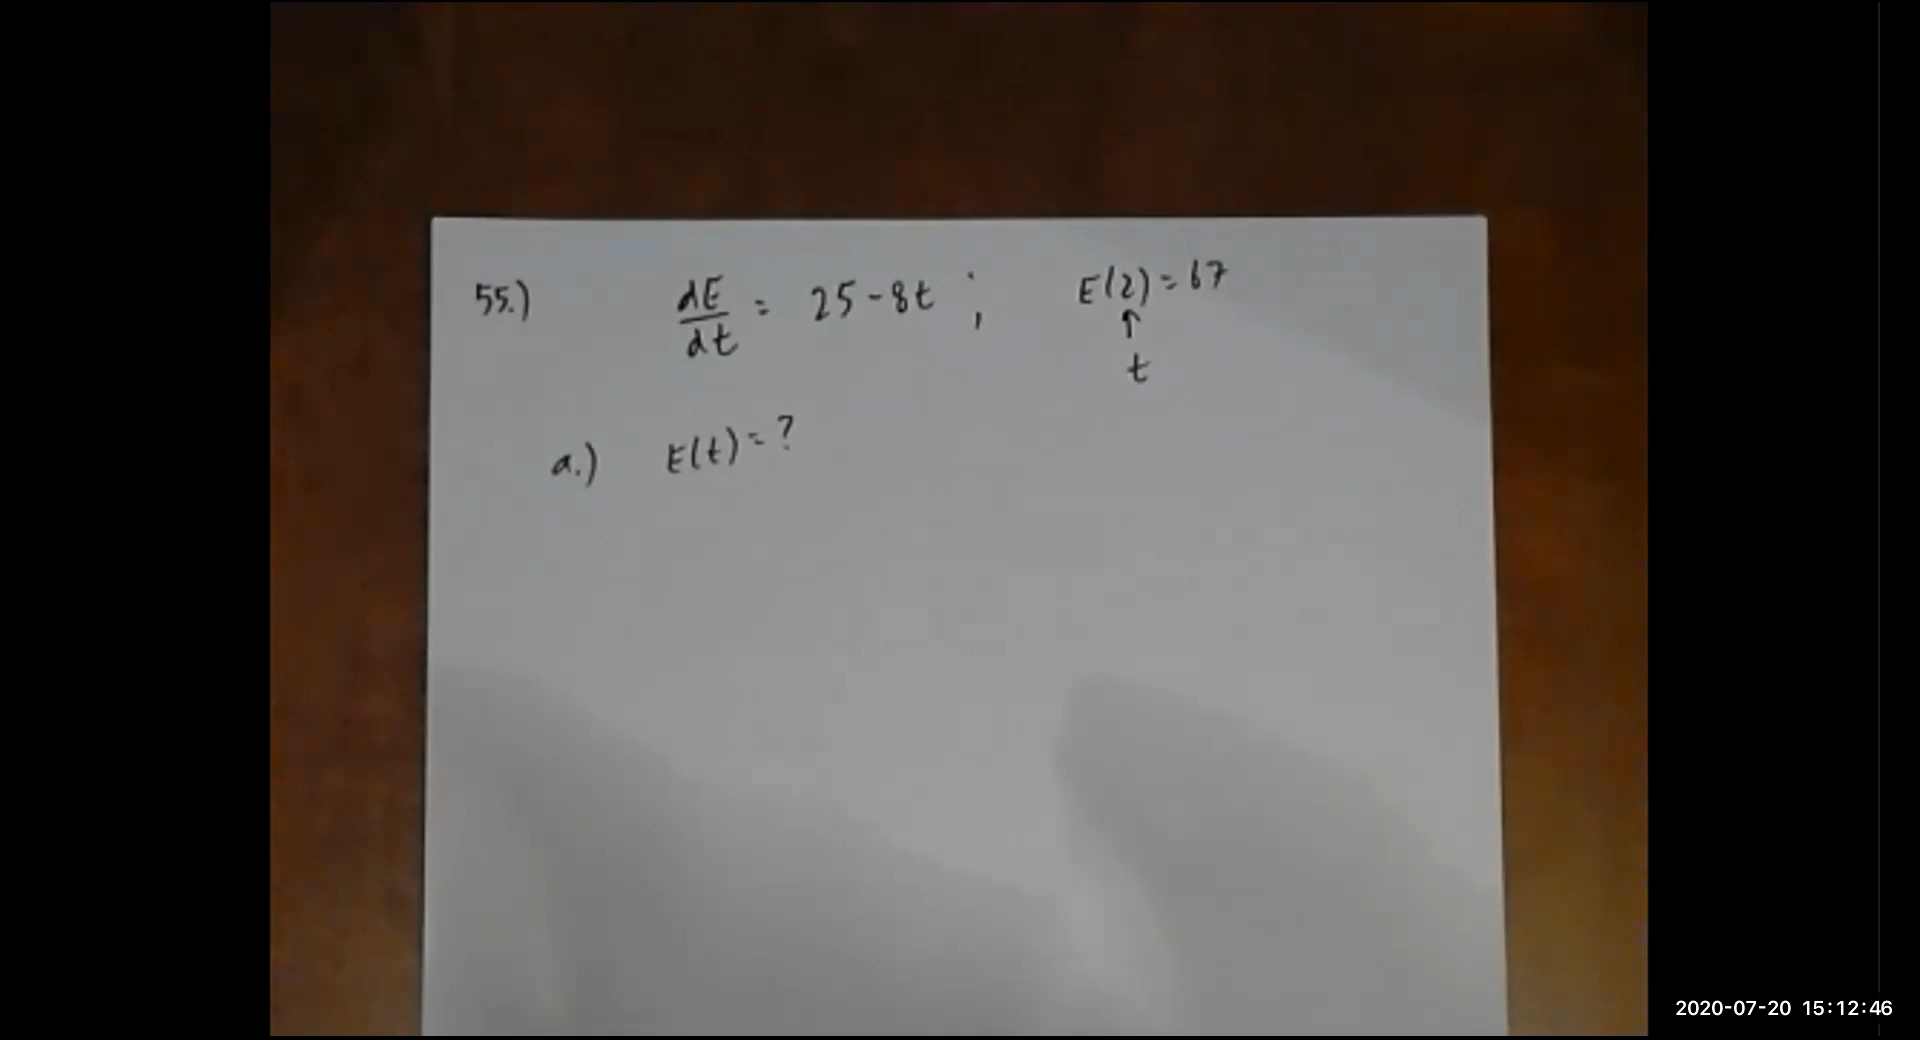 55.) dE/dt = 25-8t ; E(2) = 67
↑
t
a.) E(t) = ?
2020-07-20 15:12:46